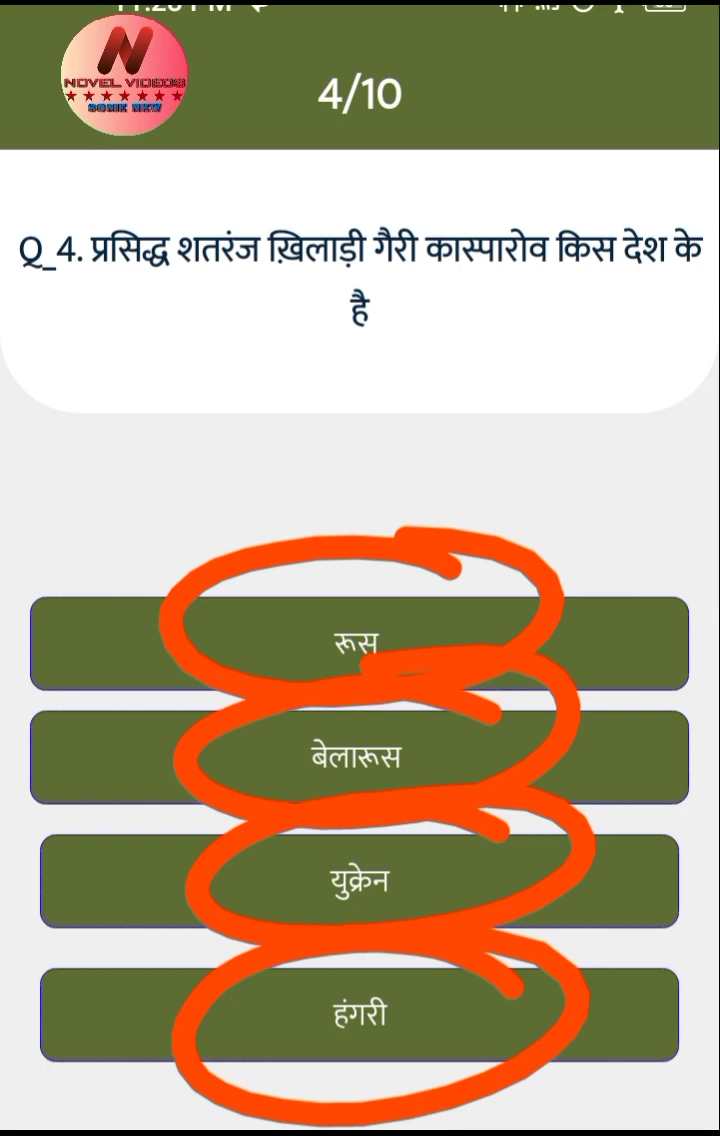 NOVEL VIDEOS
SOME NEW
4/10
Q_4. प्रसिद्ध शतरंज ख़िलाड़ी गैरी कास्पारोव किस देश के
है
रूस
बेलारूस
युक्रेन
हंगरी